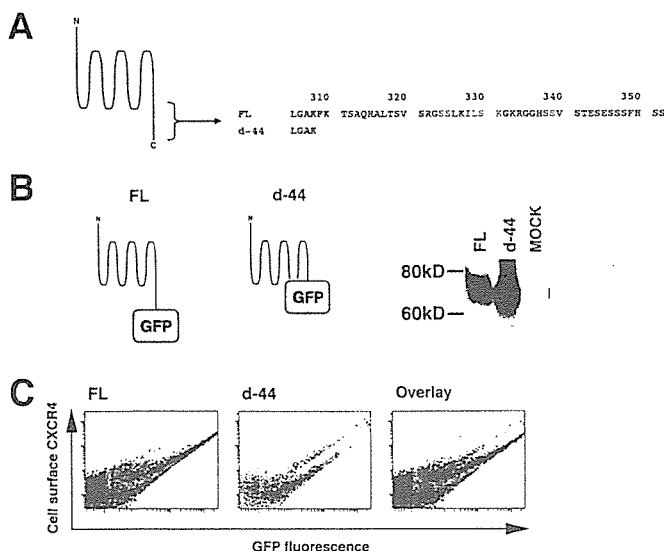 A
N
C
310 320 330 340 350
FL LGAKFK TSAQHALTSV SRGSSLKILS KGKRGGHSSV STESESSSFH SS
d-44 LGAK
B
FL d-44
N N
GFP GFP
FL d-44 MOCK
80kD
60kD
C
FL d-44 Overlay
Cell surface CXCR4
GFP fluorescence